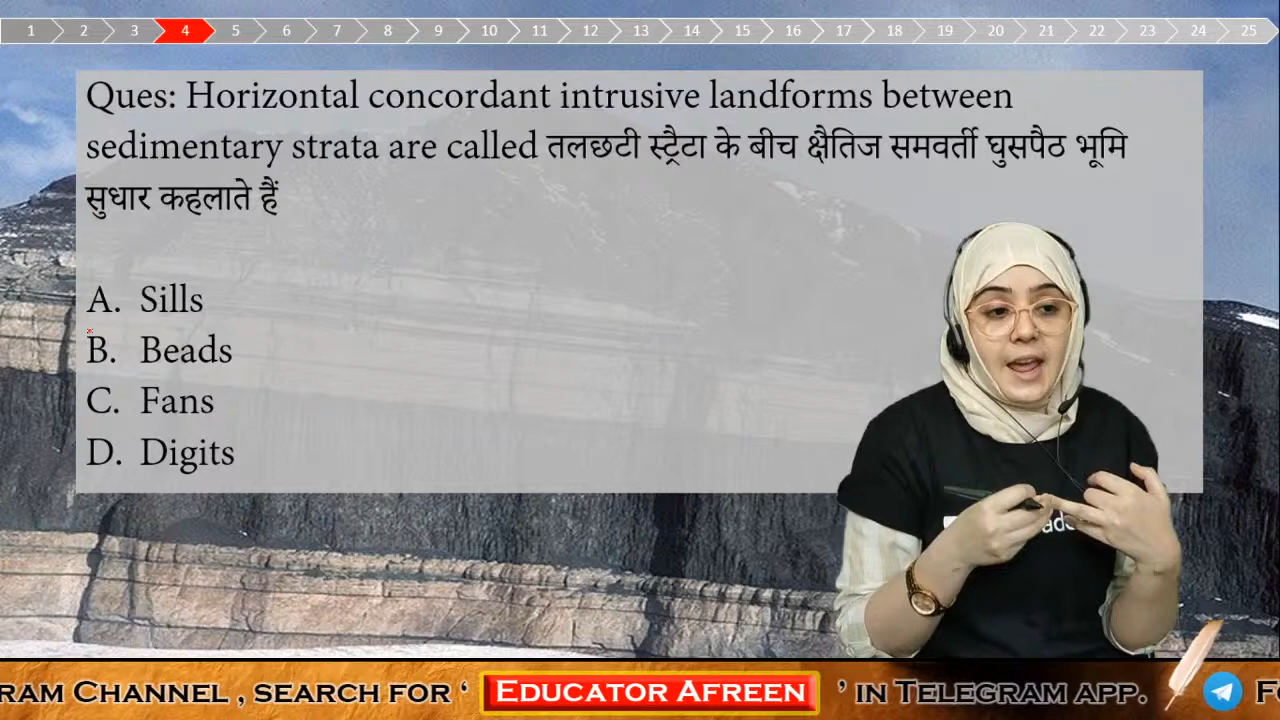 1 2 3 4 5 6 7 8 9 10 11 12 13 14 15 16 17 18 19 20 21 22 23 24 25
Ques: Horizontal concordant intrusive landforms between
sedimentary strata are called तलछटी स्ट्रैटा के बीच क्षैतिज समवर्ती घुसपैठ भूमि
सुधार कहलाते हैं
A. Sills
B. Beads
C. Fans
D. Digits
RAM CHANNEL , SEARCH FOR ‘ EDUCATOR AFREEN ’ IN TELEGRAM APP.